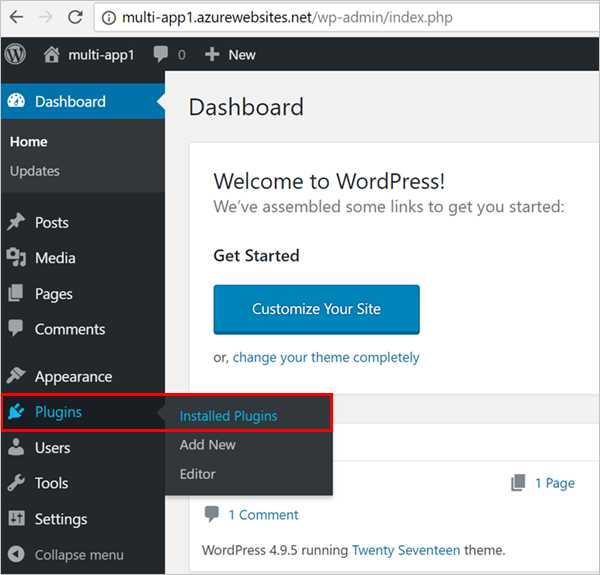 multi-app1.azurewebsites.net/wp-admin/index.php
multi-app1 0 New
Dashboard
Home
Updates
Posts
Media
Pages
Comments
Appearance
Plugins
Users
Tools
Settings
Collapse menu
Installed Plugins
Add New
Editor
Dashboard
Welcome to WordPress!
We've assembled some links to get you started:
Get Started
Customize Your Site
or, change your theme completely
1 Page
1 Comment
WordPress 4.9.5 running Twenty Seventeen theme.